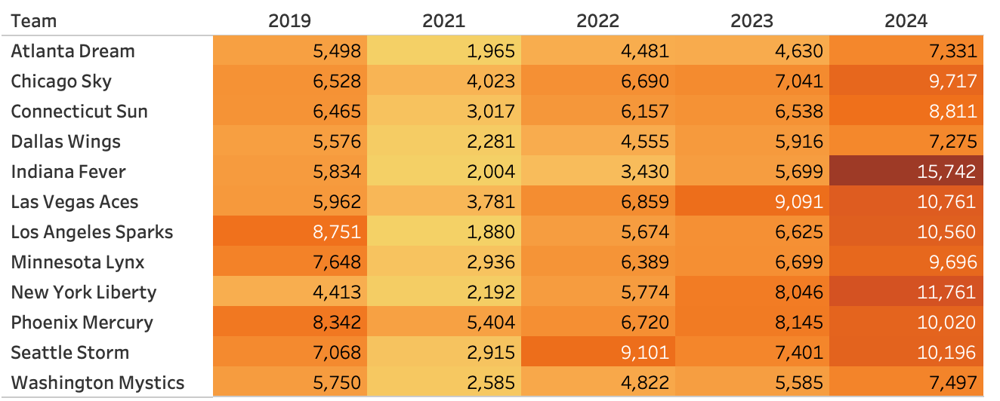 Team 2019 2021 2022 2023 2024
Atlanta Dream 5,498 1,965 4,481 4,630 7,331
Chicago Sky 6,528 4,023 6,690 7,041 9,717
Connecticut Sun 6,465 3,017 6,157 6,538 8,811
Dallas Wings 5,576 2,281 4,555 5,916 7,275
Indiana Fever 5,834 2,004 3,430 5,699 15,742
Las Vegas Aces 5,962 3,781 6,859 9,091 10,761
Los Angeles Sparks 8,751 1,880 5,674 6,625 10,560
Minnesota Lynx 7,648 2,936 6,389 6,699 9,696
New York Liberty 4,413 2,192 5,774 8,046 11,761
Phoenix Mercury 8,342 5,404 6,720 8,145 10,020
Seattle Storm 7,068 2,915 9,101 7,401 10,196
Washington Mystics 5,750 2,585 4,822 5,585 7,497